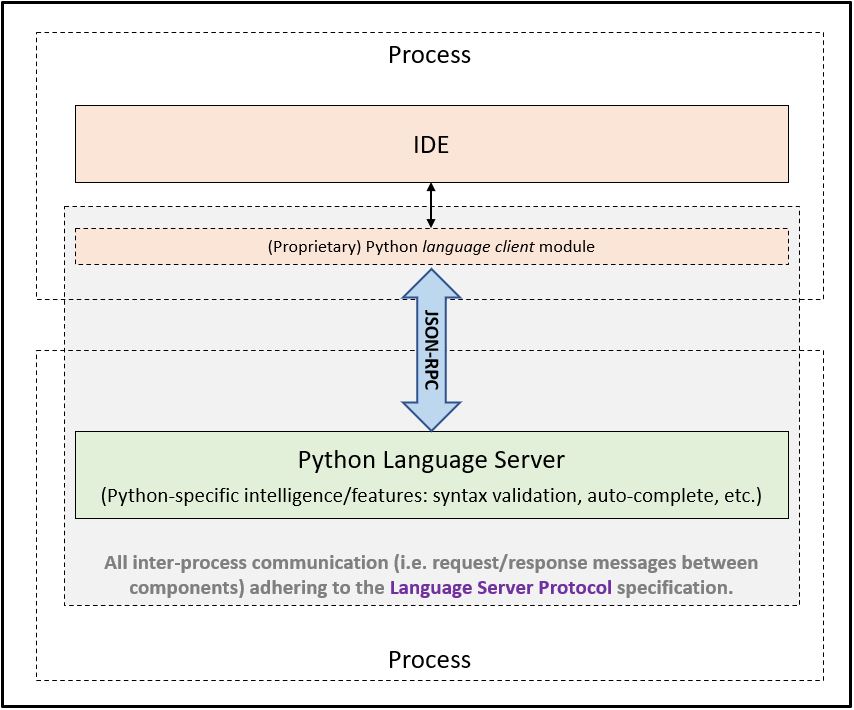 Process
IDE
(Proprietary) Python language client module
JSON-RPC
Python Language Server
(Python-specific intelligence/features: syntax validation, auto-complete, etc.)
All inter-process communication (i.e. request/response messages between
components) adhering to the Language Server Protocol specification.
Process